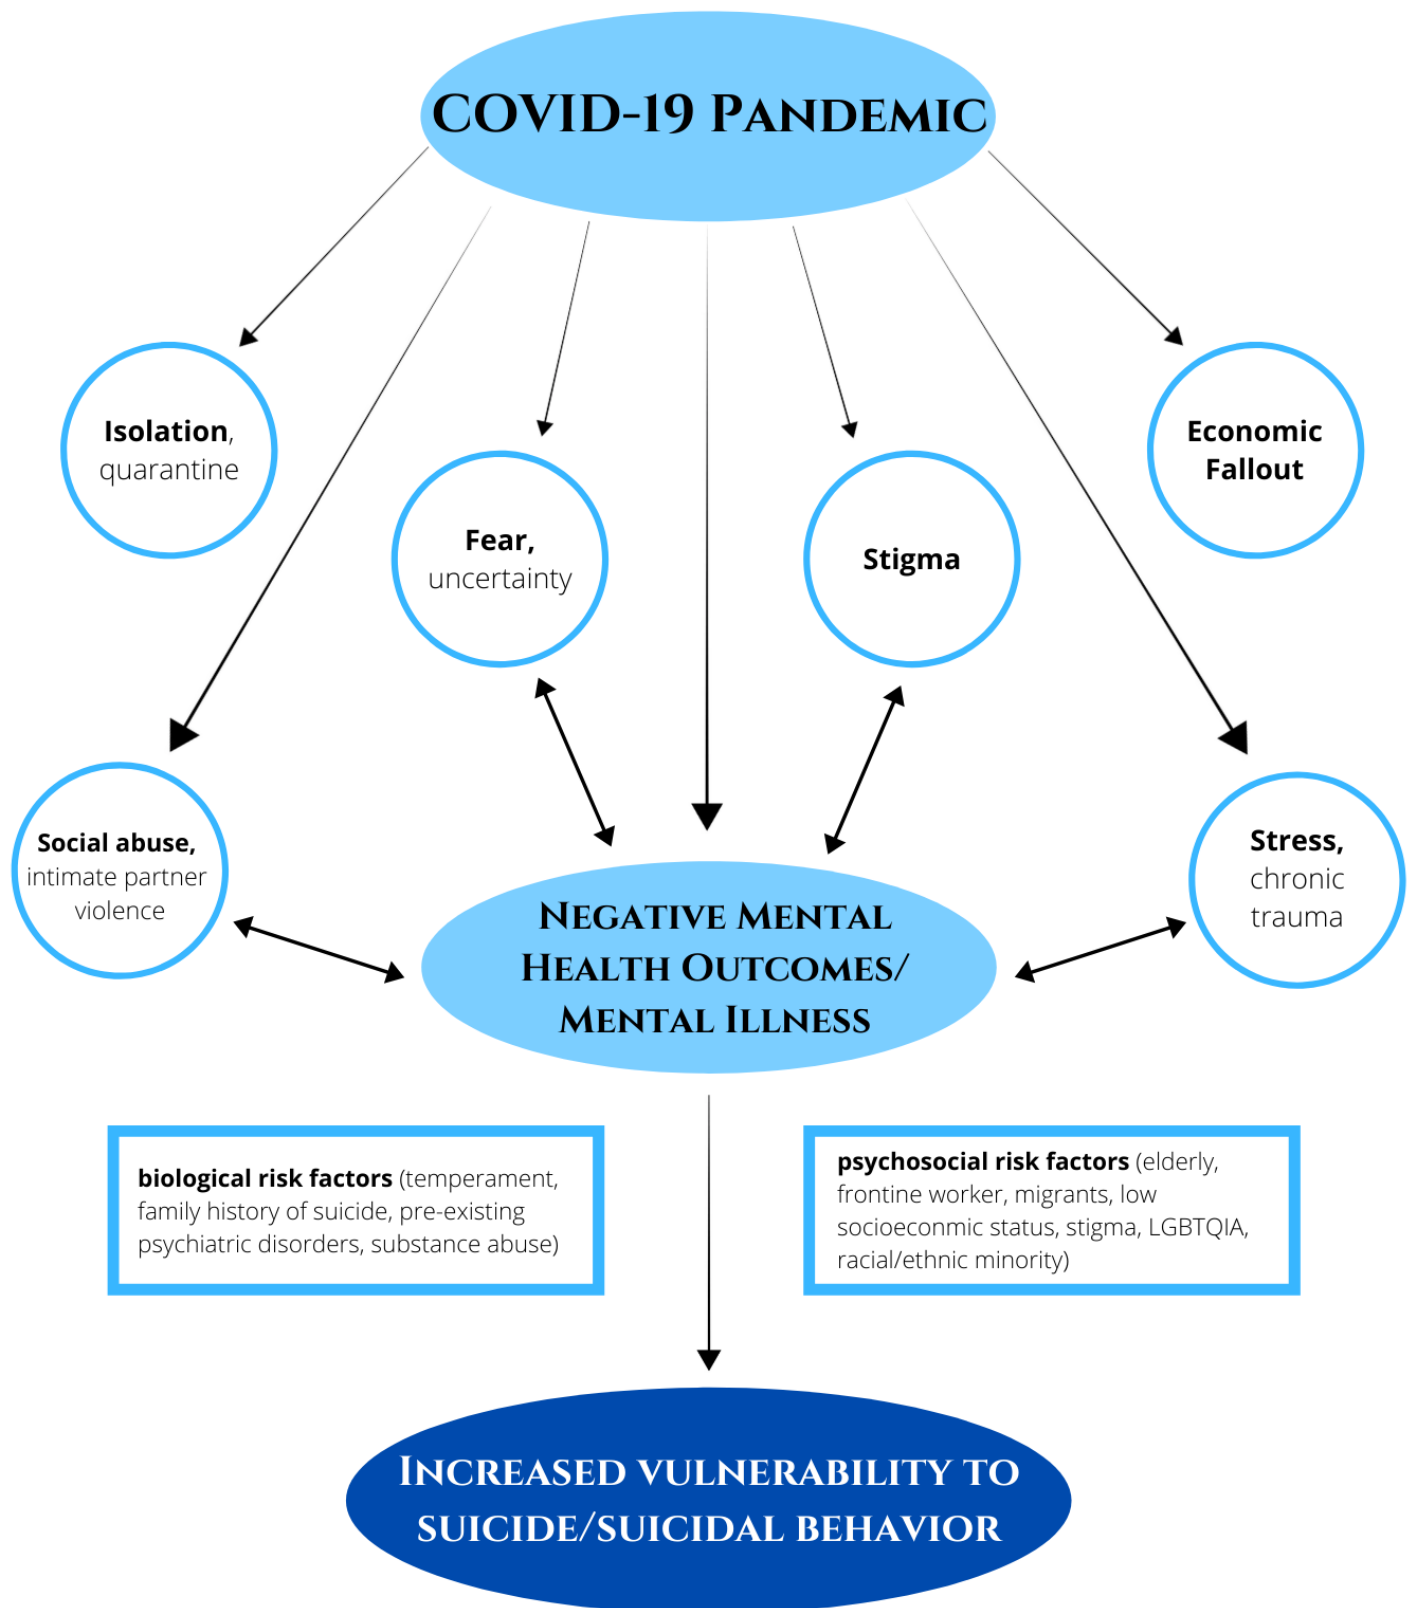 COVID-19 Pandemic
Isolation,
quarantine
Economic
Fallout
Fear,
uncertainty
Stigma
Social abuse,
intimate partner
violence
Stress,
chronic
trauma
Negative Mental
Health Outcomes/
Mental Illness
biological risk factors (temperament,
family history of suicide, pre-existing
psychiatric disorders, substance abuse)
psychosocial risk factors (elderly,
frontine worker, migrants, low
socioeconmic status, stigma, LGBTQIA,
racial/ethnic minority)
Increased vulnerability to
suicide/suicidal behavior